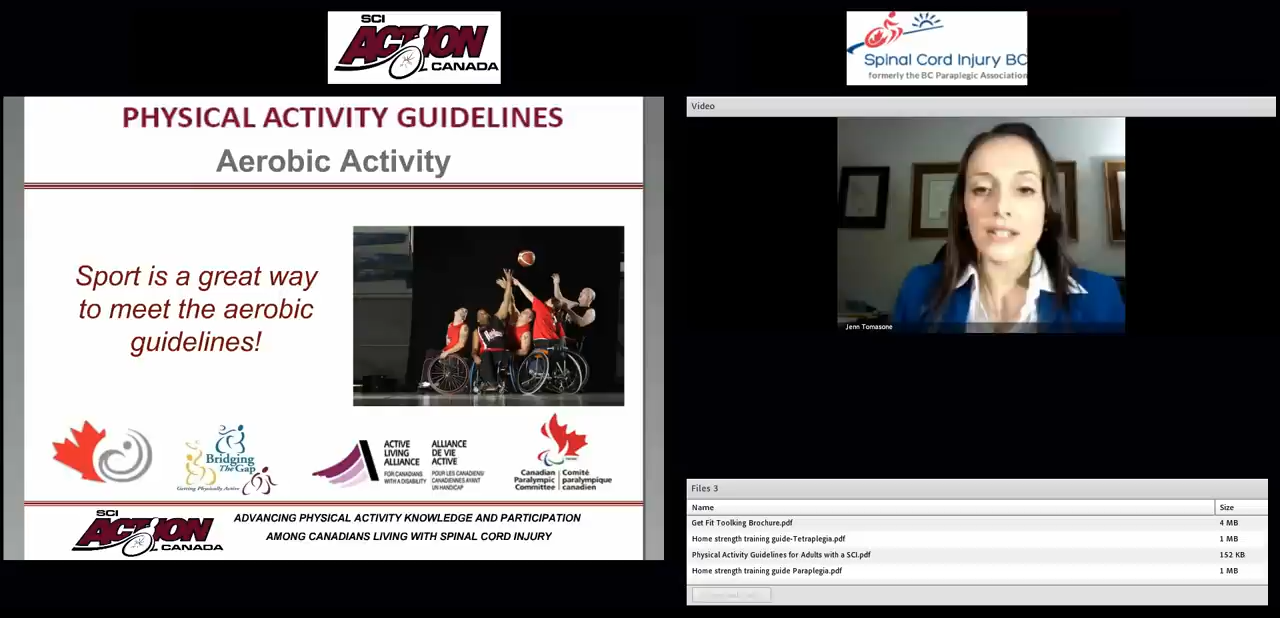 SCI
ACTION
CANADA
Spinal Cord Injury BC
formerly the BC Paraplegic Association
PHYSICAL ACTIVITY GUIDELINES
Aerobic Activity
Sport is a great way
to meet the aerobic
guidelines!
Bridging
The Gap
Getting Physically Active
ACTIVE
LIVING
ALLIANCE
FOR CANADIANS
WITH A DISABILITY
ALLIANCE
DE VIE
ACTIVE
POUR LES CANADIENS/
CANADIENNES AYANT
UN HANDICAP
Canadian
Paralympic
Committee
Comité
paralympique
canadien
SCI
ACTION
CANADA
ADVANCING PHYSICAL ACTIVITY KNOWLEDGE AND PARTICIPATION
AMONG CANADIANS LIVING WITH SPINAL CORD INJURY
Video
Jenn Tomasone
Files 3
Name Size
Get Fit Toolking Brochure.pdf 4 MB
Home strength training guide-Tetraplegia.pdf 1 MB
Physical Activity Guidelines for Adults with a SCI.pdf 152 KB
Home strength training guide Paraplegia.pdf 1 MB